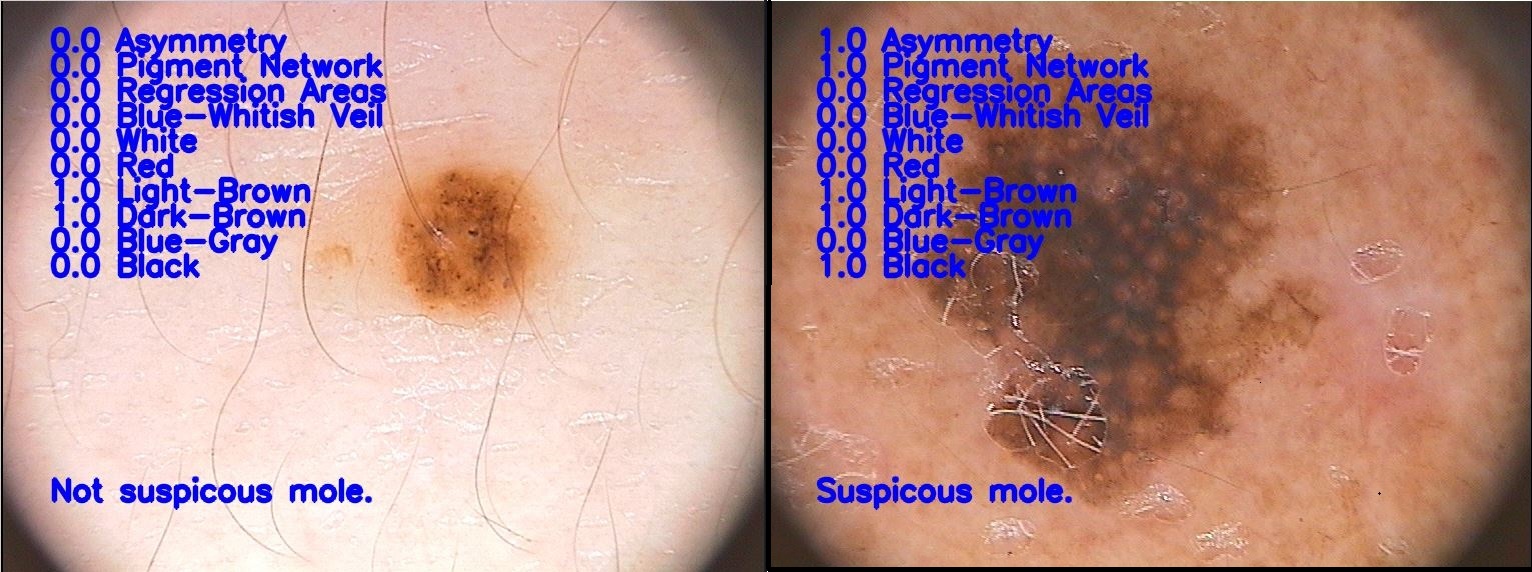 0.0 Asymmetry
0.0 Pigment Network
0.0 Regression Areas
0.0 Blue-Whitish Veil
0.0 White
0.0 Red
1.0 Light-Brown
1.0 Dark-Brown
0.0 Blue-Gray
0.0 Black
Not suspicous mole.
1.0 Asymmetry
1.0 Pigment Network
0.0 Regression Areas
0.0 Blue-Whitish Veil
0.0 White
0.0 Red
1.0 Light-Brown
1.0 Dark-Brown
0.0 Blue-Gray
1.0 Black
Suspicous mole.